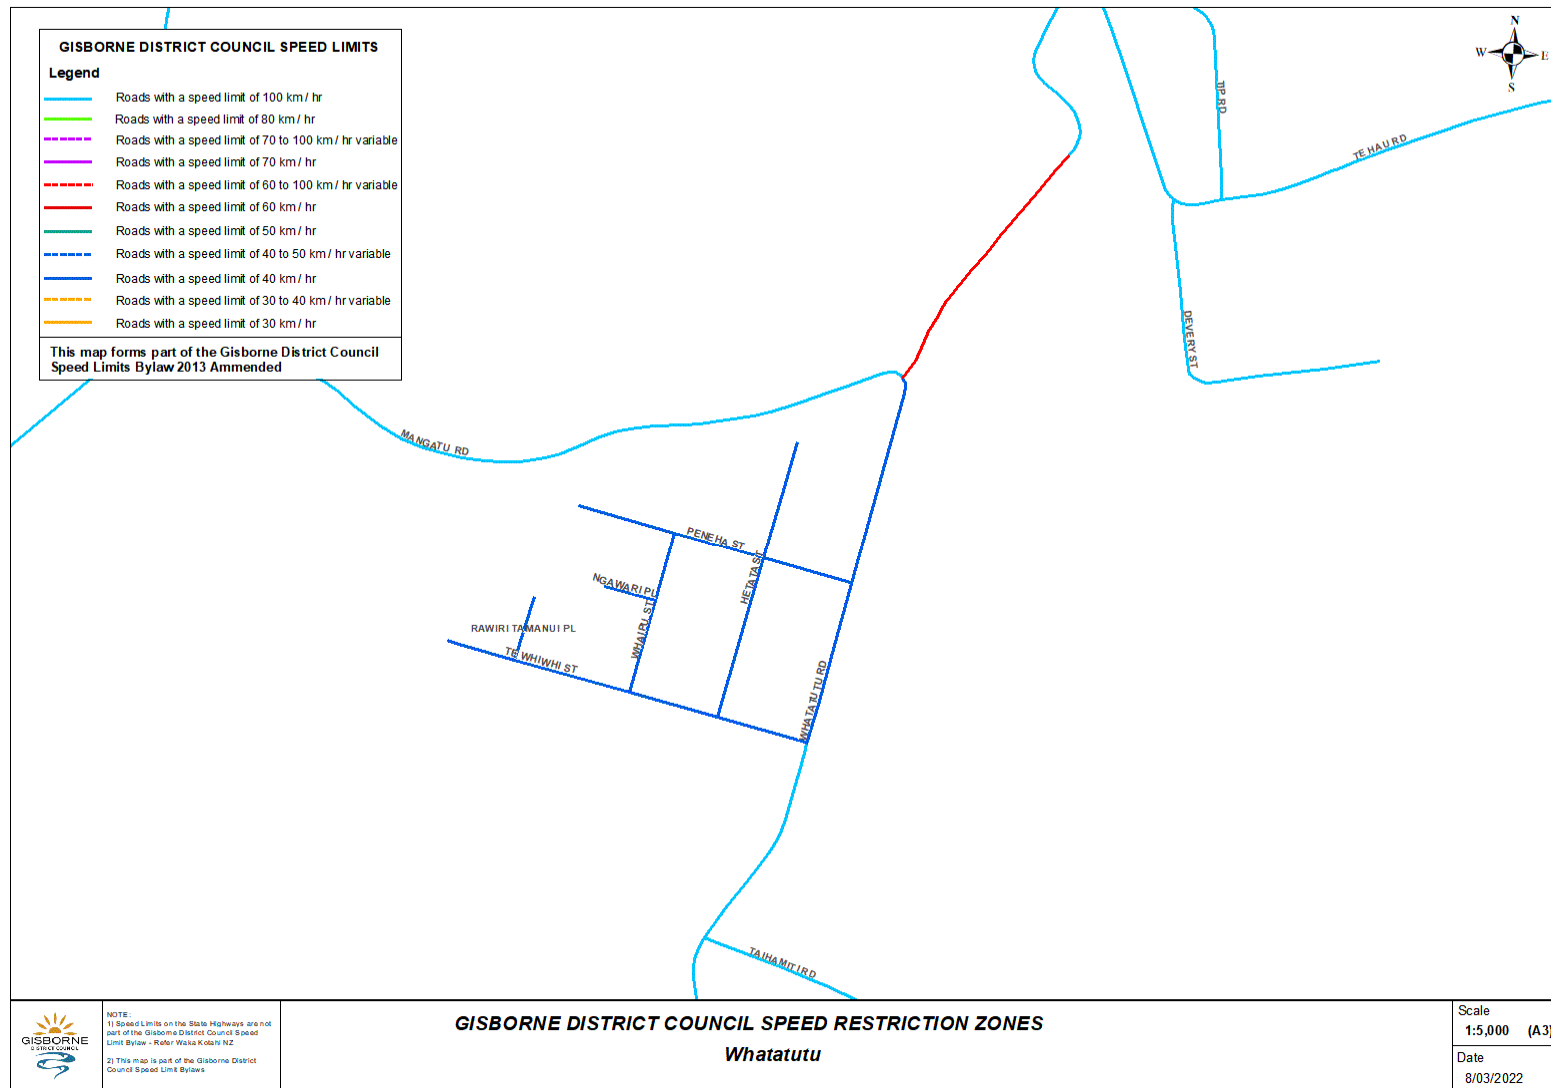 GISBORNE DISTRICT COUNCIL SPEED LIMITS
Legend
Roads with a speed limit of 100 km / hr
Roads with a speed limit of 80 km / hr
Roads with a speed limit of 70 to 100 km / hr variable
Roads with a speed limit of 70 km / hr
Roads with a speed limit of 60 to 100 km / hr variable
Roads with a speed limit of 60 km / hr
Roads with a speed limit of 50 km / hr
Roads with a speed limit of 40 to 50 km / hr variable
Roads with a speed limit of 40 km / hr
Roads with a speed limit of 30 to 40 km / hr variable
Roads with a speed limit of 30 km / hr
This map forms part of the Gisborne District Council
Speed Limits Bylaw 2013 Ammended
N
W
E
S
TIP RD
TE HAU RD
DEVERY ST
MANGATU RD
PENEHA ST
HETATA ST
NGAWARI PL
WHAIPU ST
RAWIRI TAMANUI PL
TE WHIWHI ST
WHATATUTU RD
TAIHAMITI RD
GISBORNE
DISTRICT COUNCIL
NOTE:
1) Speed Limits on the State Highways are not
part of the Gisborne District Council Speed
Limit Bylaw - Refer Waka Kotahi NZ
2) This map is part of the Gisborne District
Council Speed Limit Bylaws
GISBORNE DISTRICT COUNCIL SPEED RESTRICTION ZONES
Whatatutu
Scale
1:5,000 (A3)
Date
8/03/2022